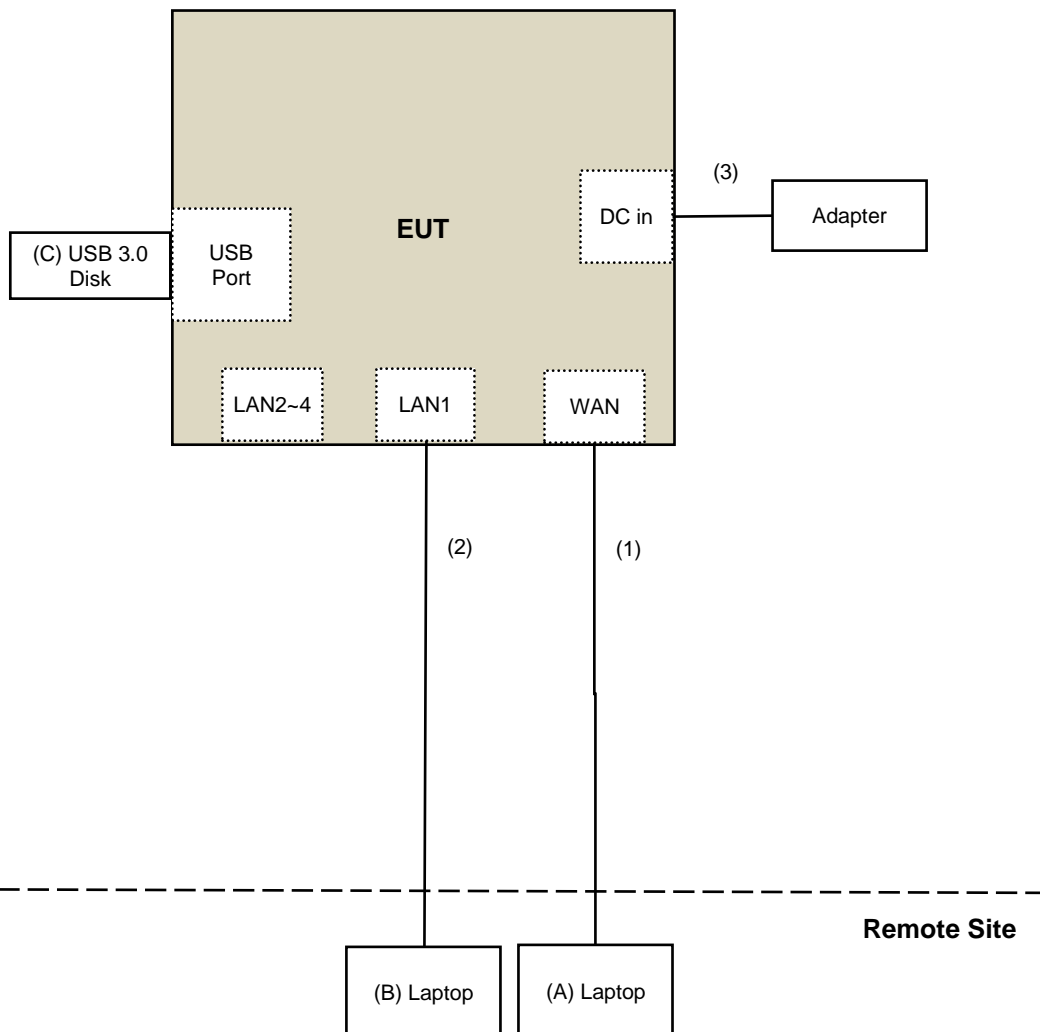 (3)
DC in
Adapter
EUT
(C) USB 3.0
Disk
USB
Port
LAN2~4
LAN1
WAN
(2)
(1)
Remote Site
(B) Laptop
(A) Laptop